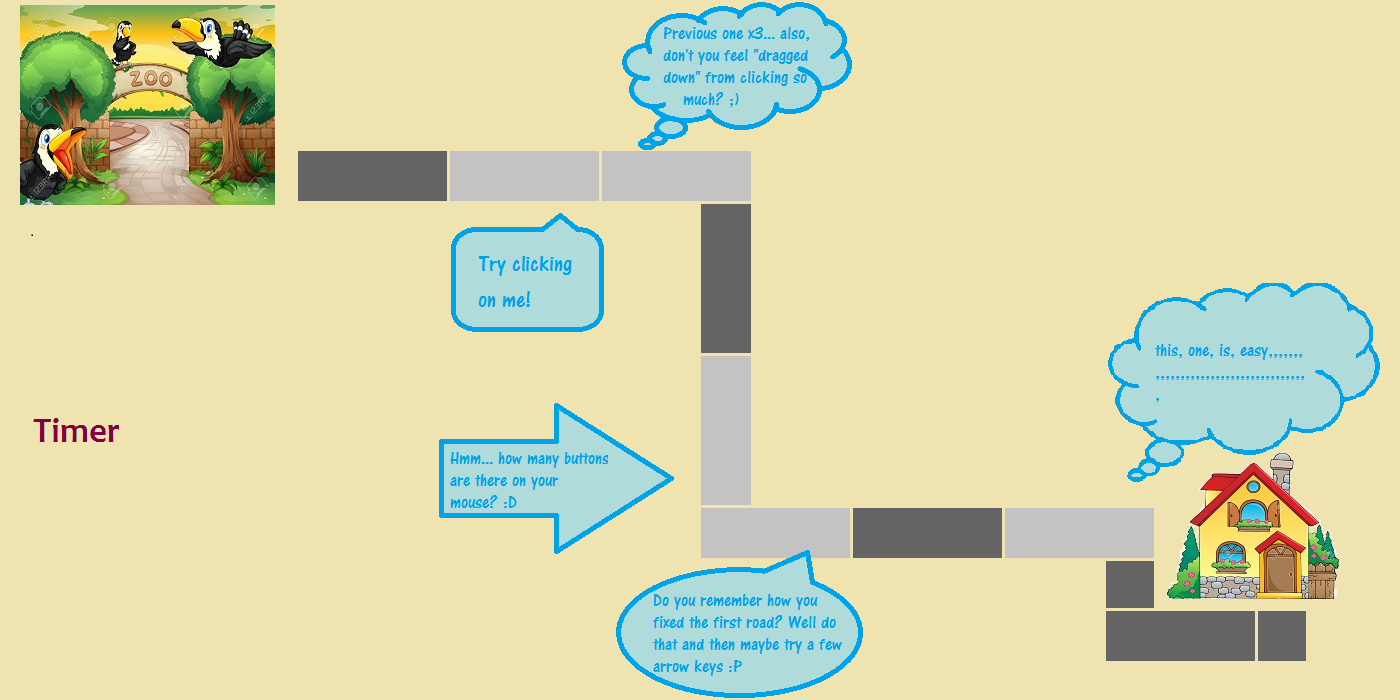 ZOO
Previous one x3... also,
don't you feel "dragged
down" from clicking so
much? ;)
Try clicking
on me!
.
Timer
Hmm... how many buttons
are there on your
mouse? :D
this, one, is, easy,,,,,,,
,,,,,,,,,,,,,,,,,,,,,,,,,,,,,,
,
Do you remember how you
fixed the first road? Well do
that and then maybe try a few
arrow keys :P